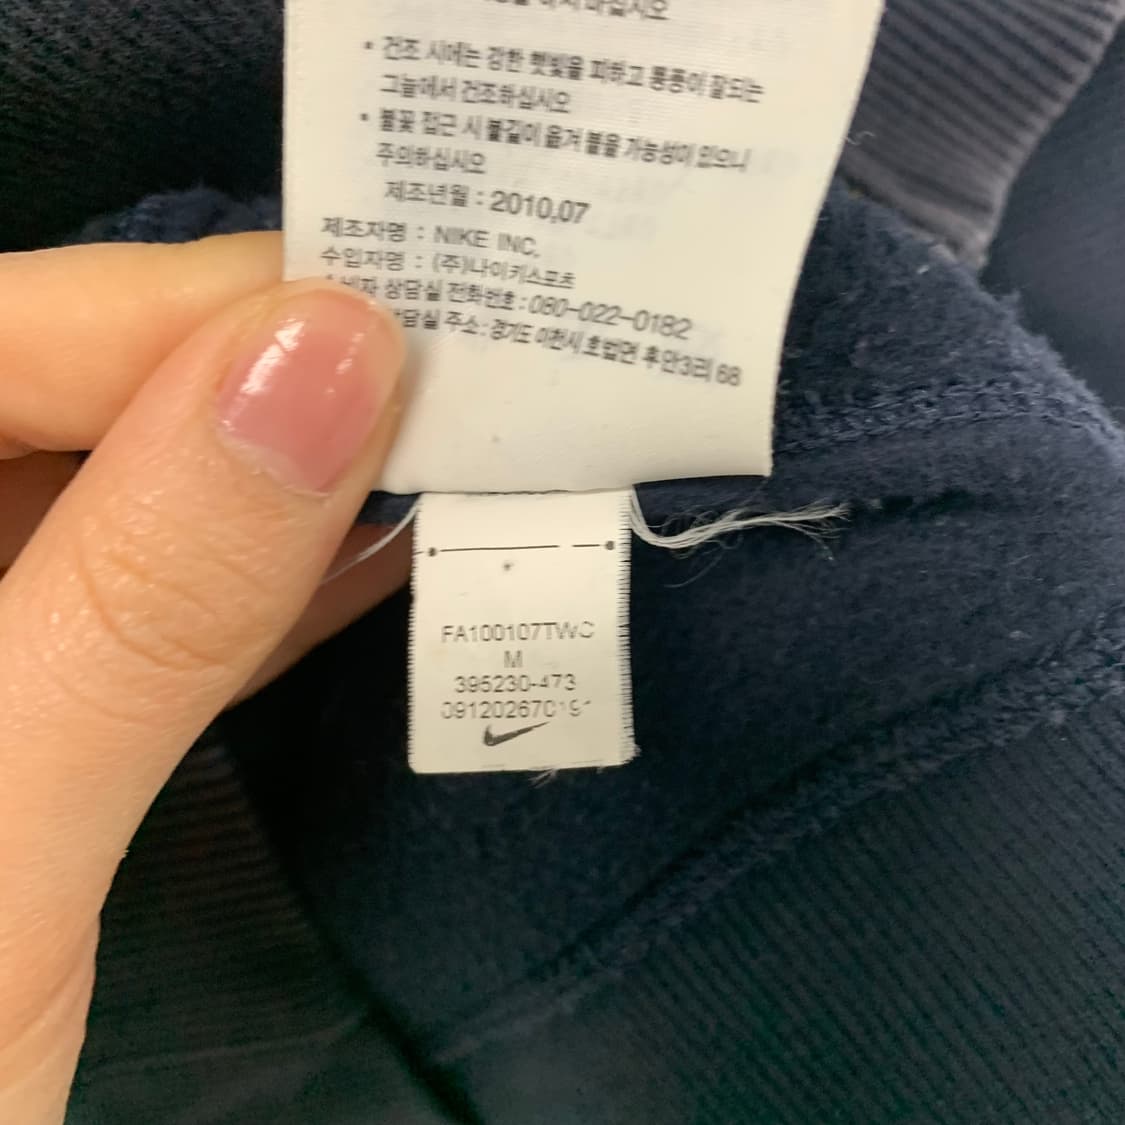 하십시오
• 건조 시에는 강한 햇빛을 피하고 통풍이 잘되는
그늘에서 건조하십시오
• 불꽃 접근 시 불길이 옮겨 붙을 가능성이 있으니
주의하십시오
제조년월 : 2010.07
제조자명 : NIKE INC.
수입자명 : (주)나이키스포츠
상담실 전화번호 : 080-022-0182
상담실 주소 : 경기도 이천시 호법면 후안3리 68
FA100107TWC
M
395230-473